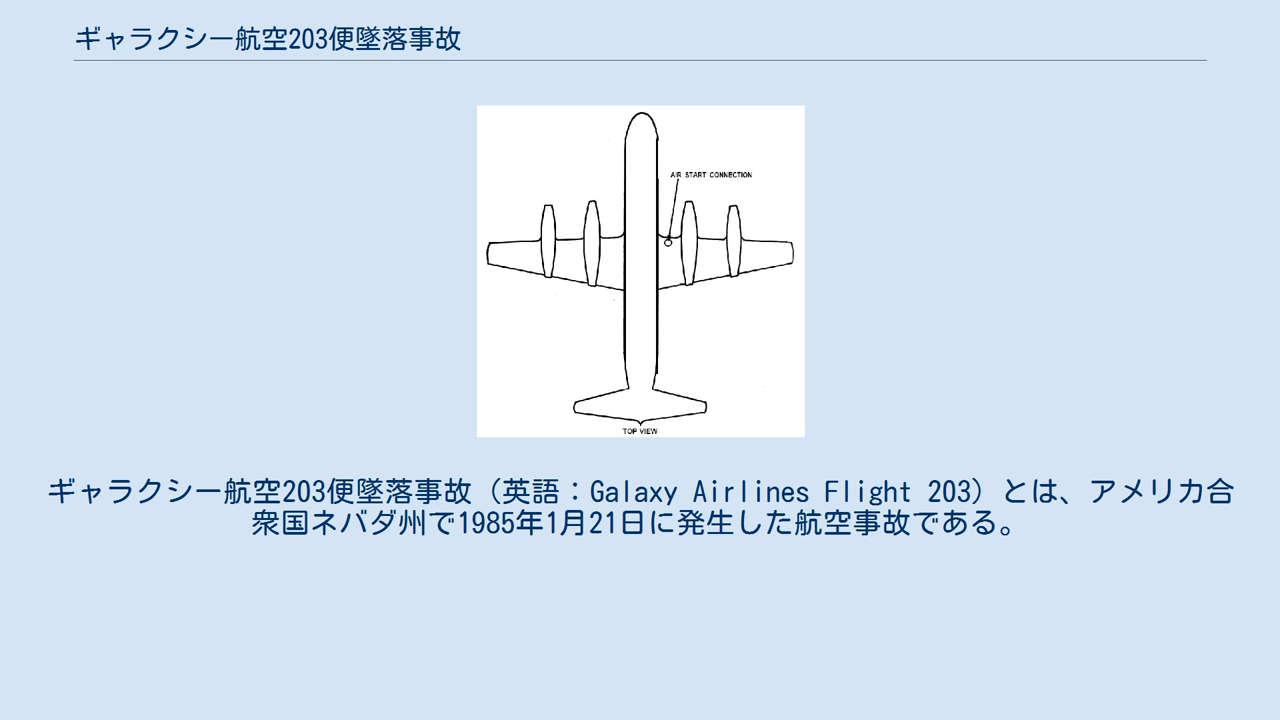 ギャラクシー航空203便墜落事故
AIR START CONNECTION
TOP VIEW
ギャラクシー航空203便墜落事故（英語：Galaxy Airlines Flight 203）とは、アメリカ合
衆国ネバダ州で1985年1月21日に発生した航空事故である。